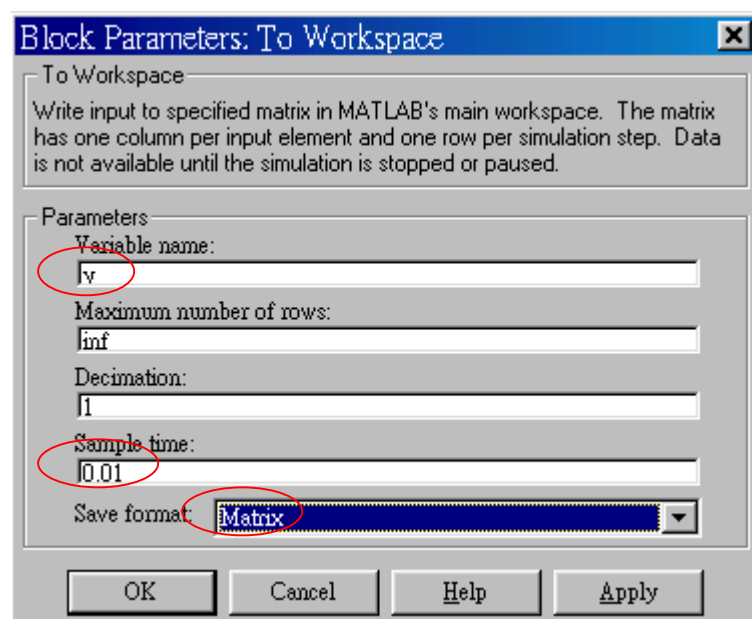 Block Parameters: To Workspace
To Workspace
Write input to specified matrix in MATLAB's main workspace. The matrix
has one column per input element and one row per simulation step. Data
is not available until the simulation is stopped or paused.
Parameters
Variable name:
v
Maximum number of rows:
inf
Decimation:
1
Sample time:
0.01
Save format: Matrix
OK Cancel Help Apply